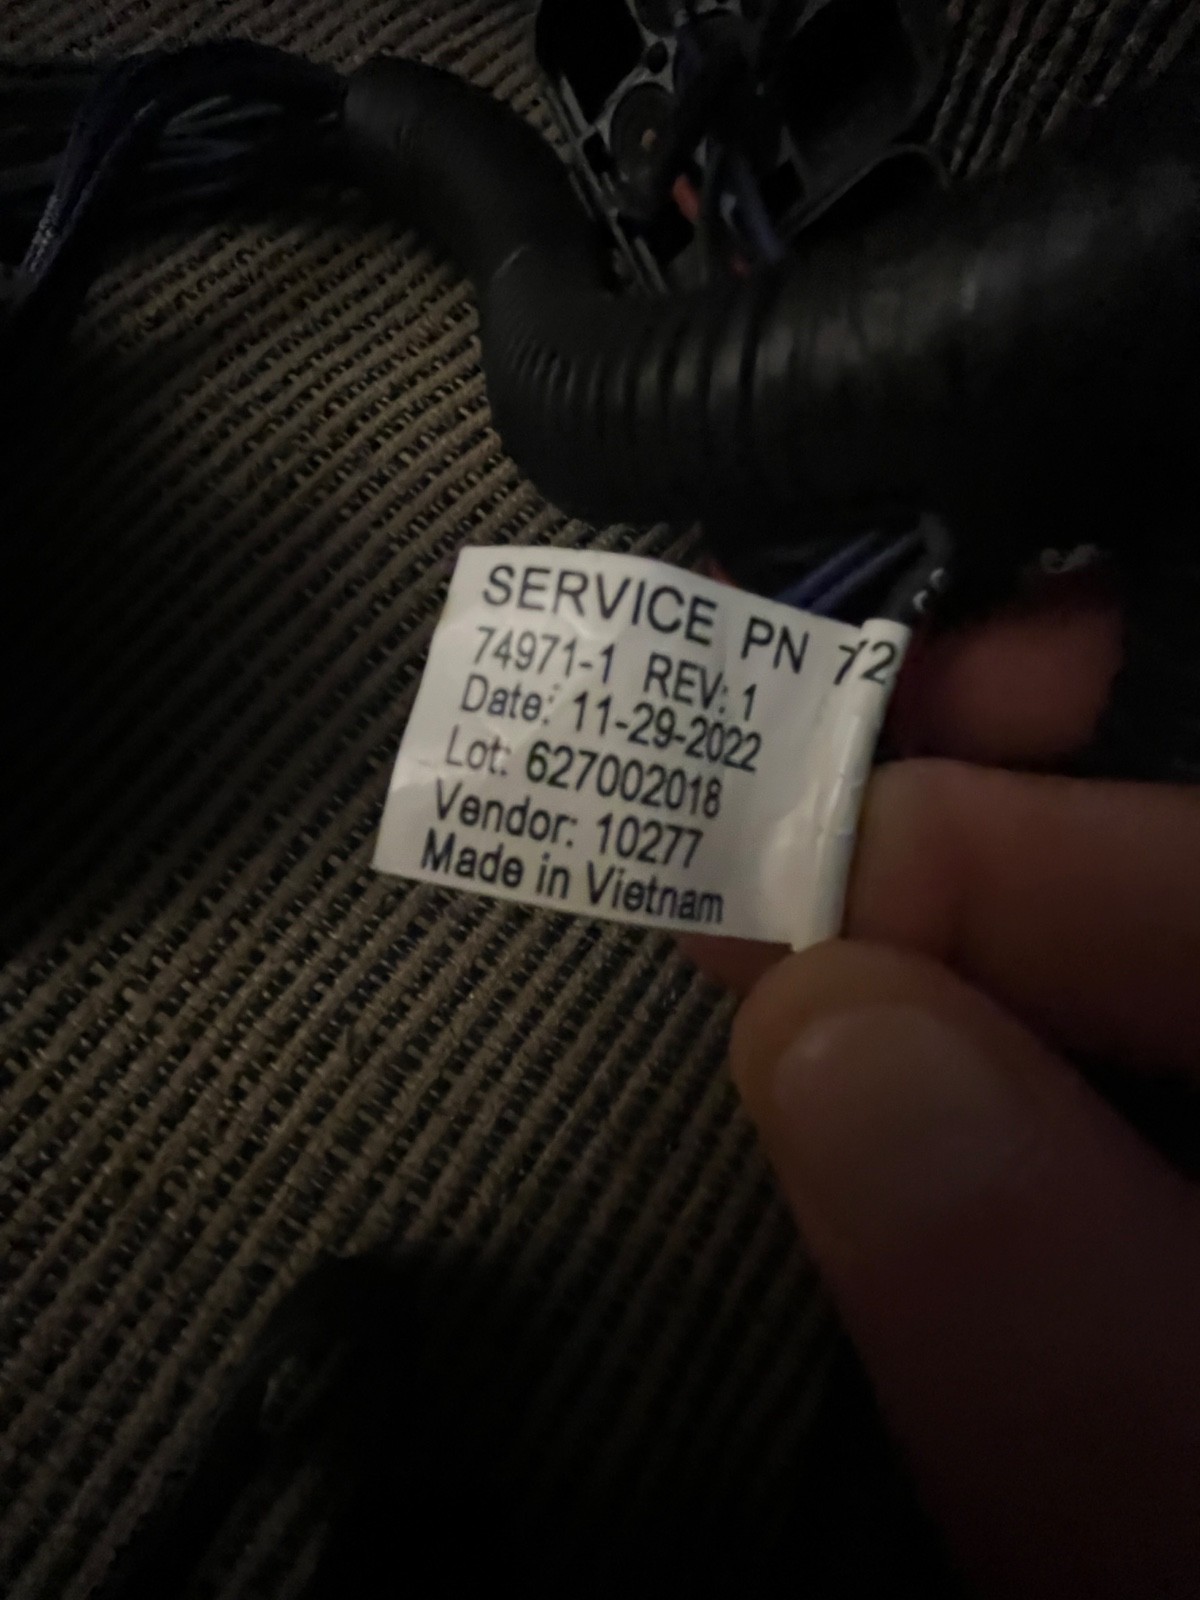 SERVICE PN 72
74971-1 REV: 1
Date: 11-29-2022
Lot: 627002018
Vendor: 10277
Made in Vietnam